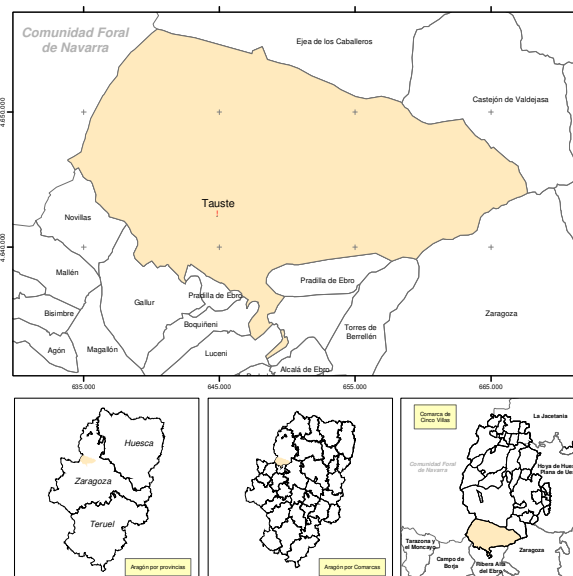 Comunidad Foral
de Navarra
Ejea de los Caballeros
Castejón de Valdejasa
4.650.000
Tauste
Novillas
4.640.000
Mallén
Pradilla de Ebro
Gallur
Pradilla de Ebro
Bisimbre
Zaragoza
Boquiñeni
Torres de
Berrellén
Agón
Magallón
Luceni
Alcalá de Ebro
635.000
645.000
655.000
665.000
Huesca
Zaragoza
Teruel
Aragón por provincias
Aragón por Comarcas
Comarca de
Cinco Villas
La Jacetania
Comunidad Foral
de Navarra
Hoya de Hues
Plana de Ue
Tarazona y
el Moncayo
Campo de
Borja
Ribera Alta
del Ebro
Zaragoza